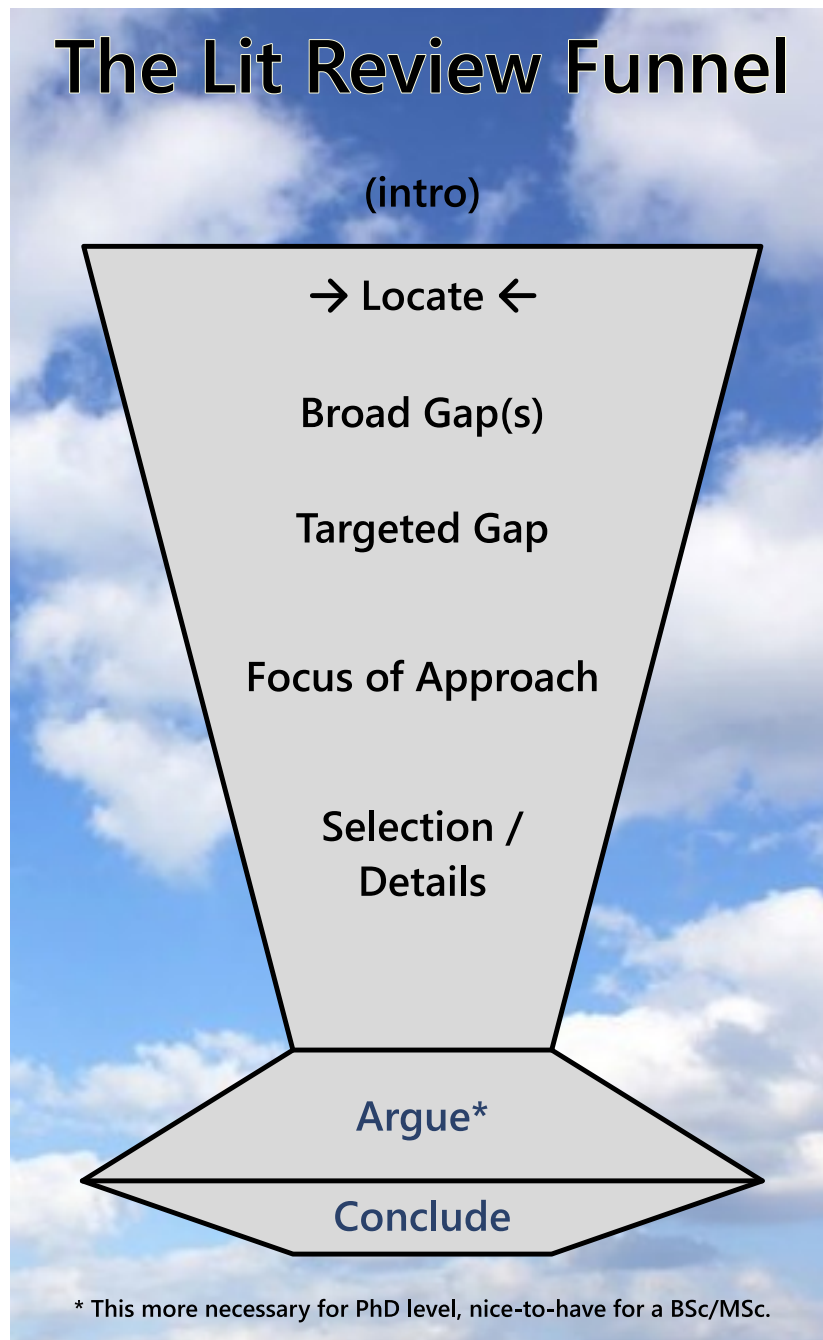 The Lit Review Funnel
(intro)
→ Locate ←
Broad Gap(s)
Targeted Gap
Focus of Approach
Selection /
Details
Argue*
Conclude
* This more necessary for PhD level, nice-to-have for a BSc/MSc.